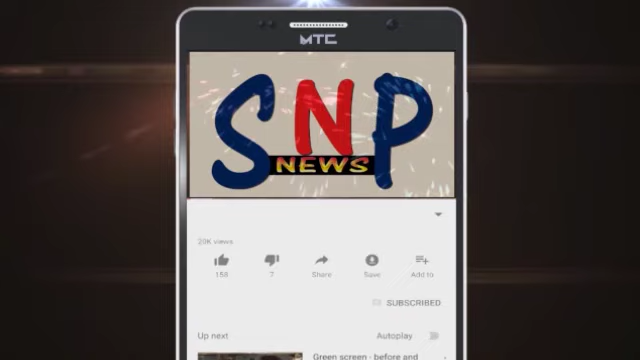 MTC
SNP
NEWS
20K views
158
7
Share
Save
Add to
SUBSCRIBED
Up next
Autoplay
Green screen - before and